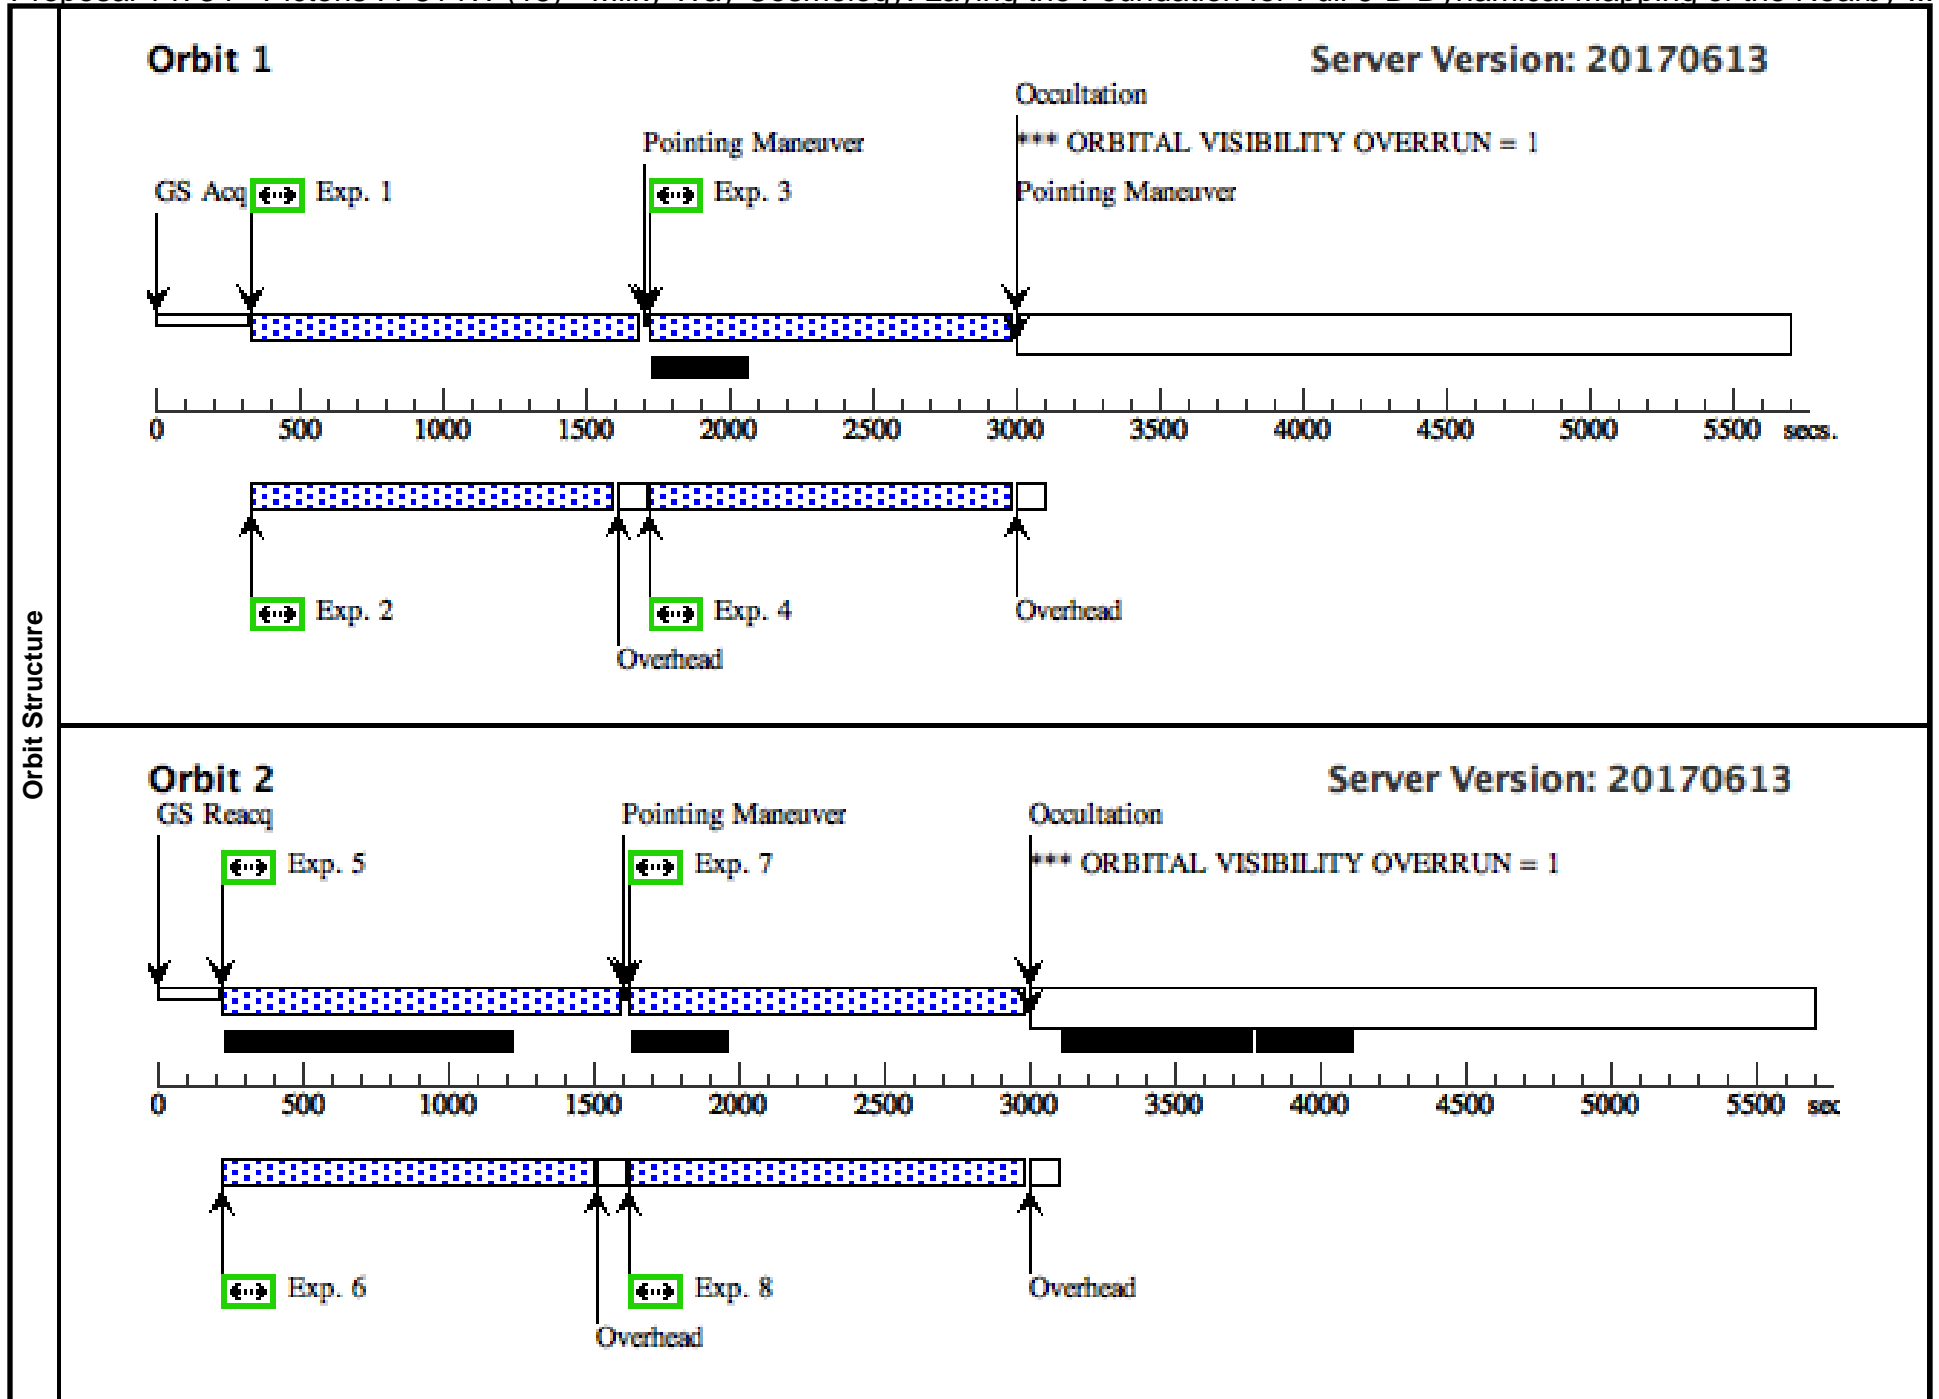 Orbit Structure
Orbit 1
Server Version: 20170613
Occultation
Pointing Maneuver
*** ORBITAL VISIBILITY OVERRUN = 1
GS Acq
Exp. 1
Exp. 3
Pointing Maneuver
0 500 1000 1500 2000 2500 3000 3500 4000 4500 5000 5500 secs.
Exp. 2
Exp. 4
Overhead
Overhead
Orbit 2
Server Version: 20170613
GS Reacq
Pointing Maneuver
Occultation
Exp. 5
Exp. 7
*** ORBITAL VISIBILITY OVERRUN = 1
0 500 1000 1500 2000 2500 3000 3500 4000 4500 5000 5500 sec
Exp. 6
Exp. 8
Overhead
Overhead